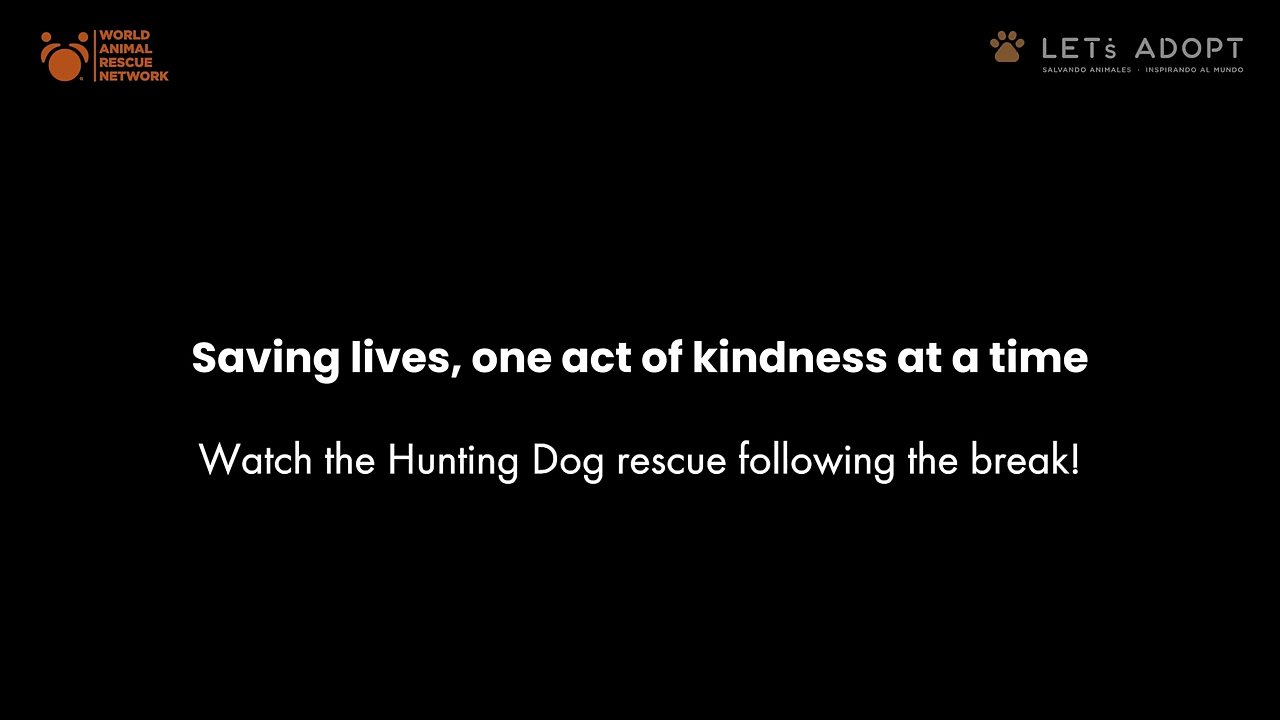 WORLD
ANIMAL
RESCUE
NETWORK
LET's ADOPT
SALVANDO ANIMALES · INSPIRANDO AL MUNDO
Saving lives, one act of kindness at a time
Watch the Hunting Dog rescue following the break!